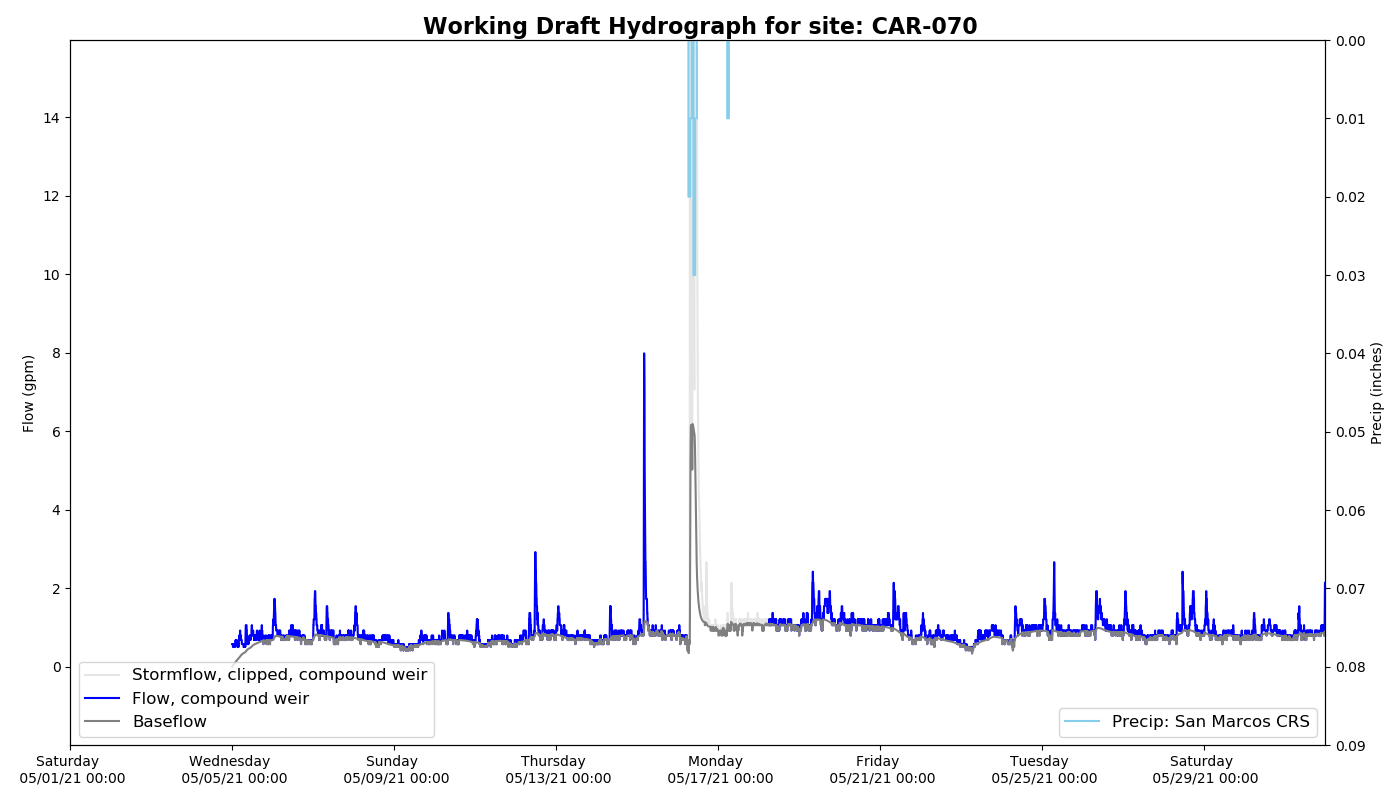 Working Draft Hydrograph for site: CAR-070
Flow (gpm)
14
12
10
8
6
4
2
0
0.00
0.01
0.02
0.03
0.04
0.05
0.06
0.07
0.08
0.09
Precip (inches)
Stormflow, clipped, compound weir
Flow, compound weir
Baseflow
Precip: San Marcos CRS
Saturday
05/01/21 00:00
Wednesday
05/05/21 00:00
Sunday
05/09/21 00:00
Thursday
05/13/21 00:00
Monday
05/17/21 00:00
Friday
05/21/21 00:00
Tuesday
05/25/21 00:00
Saturday
05/29/21 00:00